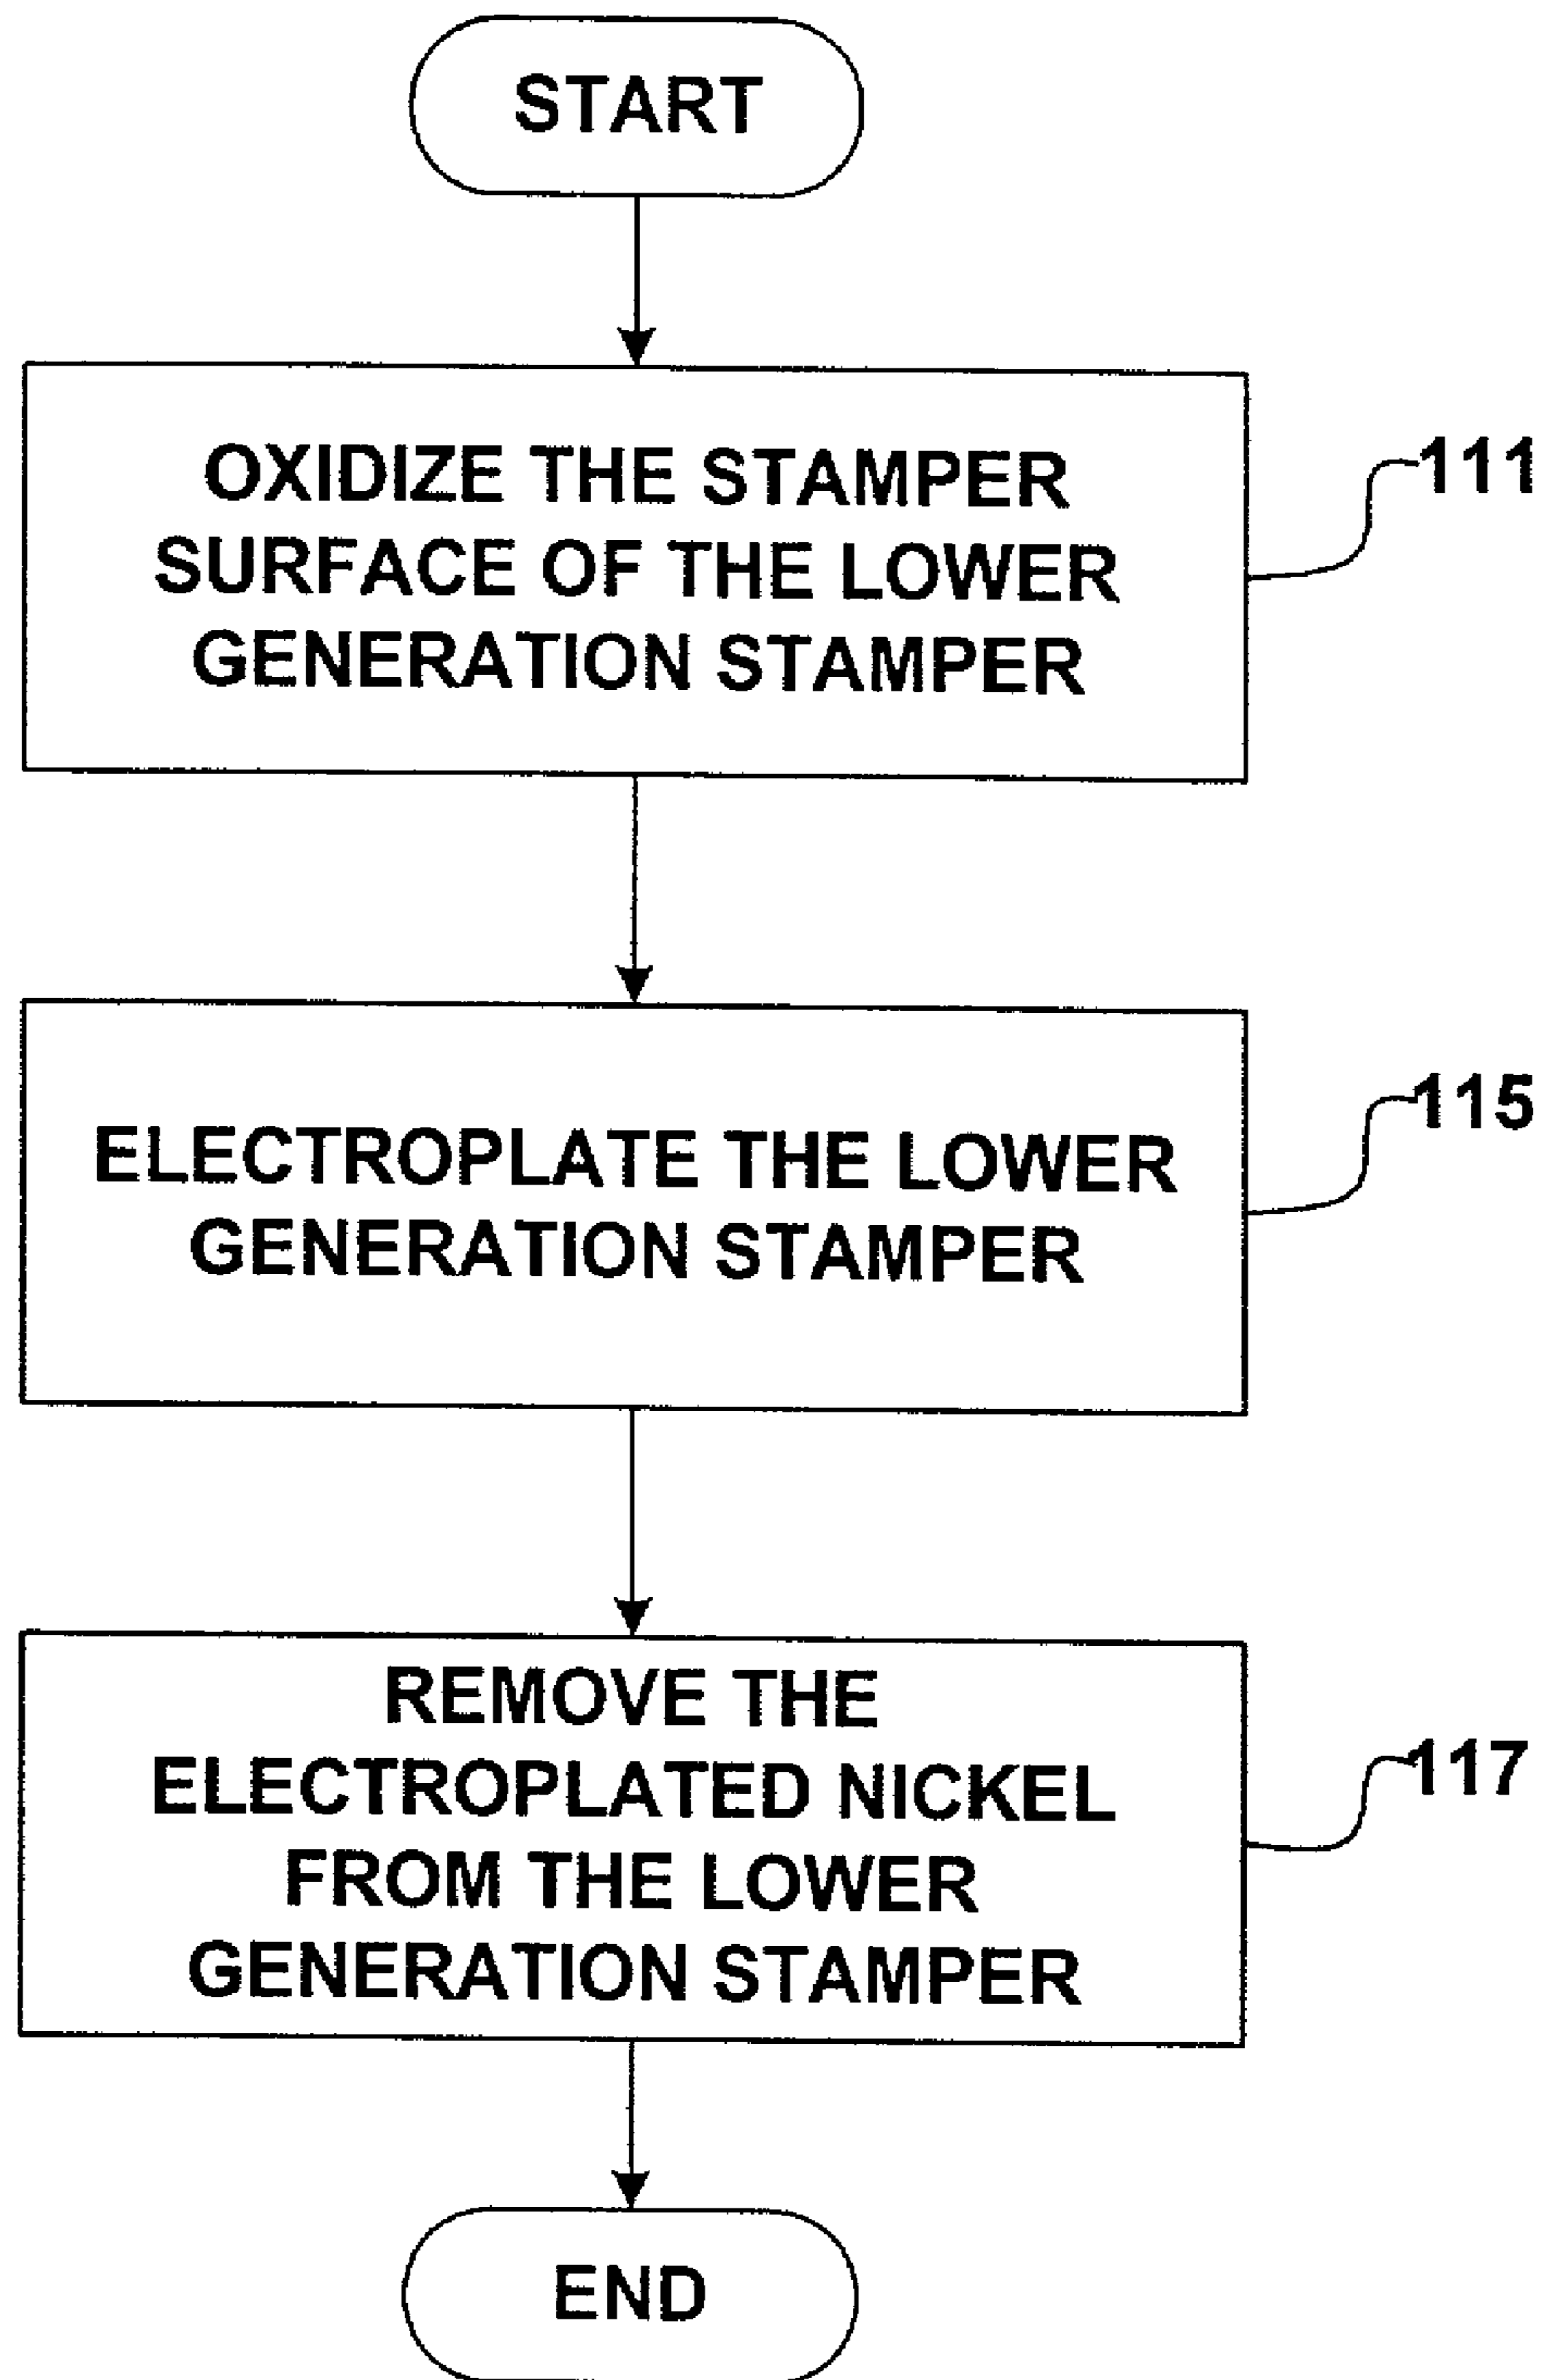 START
OXIDIZE THE STAMPER
SURFACE OF THE LOWER
GENERATION STAMPER
111
ELECTROPLATE THE LOWER
GENERATION STAMPER
115
REMOVE THE
ELECTROPLATED NICKEL
FROM THE LOWER
GENERATION STAMPER
117
END